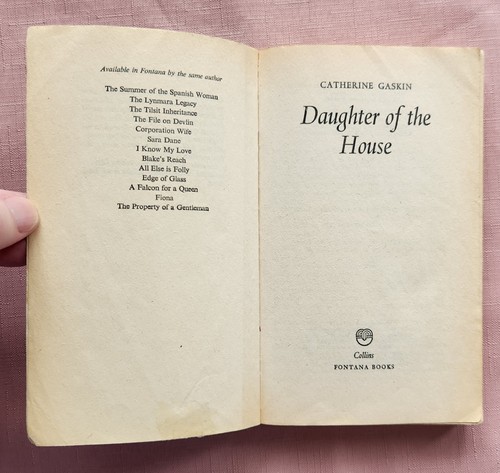 Available in Fontana by the same author
The Summer of the Spanish Woman
The Lynmara Legacy
The Tilsit Inheritance
The File on Devlin
Corporation Wife
Sara Dane
I Know My Love
Blake's Reach
All Else is Folly
Edge of Glass
A Falcon for a Queen
Fiona
The Property of a Gentleman
CATHERINE GASKIN
Daughter of the
House
Collins
FONTANA BOOKS